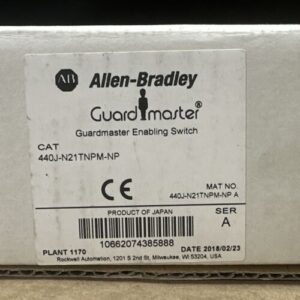 AB Allen-Bradley
Guardmaster®
Guardmaster Enabling Switch
CAT
440J-N21TNPM-NP
CE
MAT NO.
440J-N21TNPM-NP A
PRODUCT OF JAPAN
SER
A
10662074385888
PLANT 1170
DATE 2018/02/23
Rockwell Automation, 1201 S 2nd St, Milwaukee, WI 53204, USA